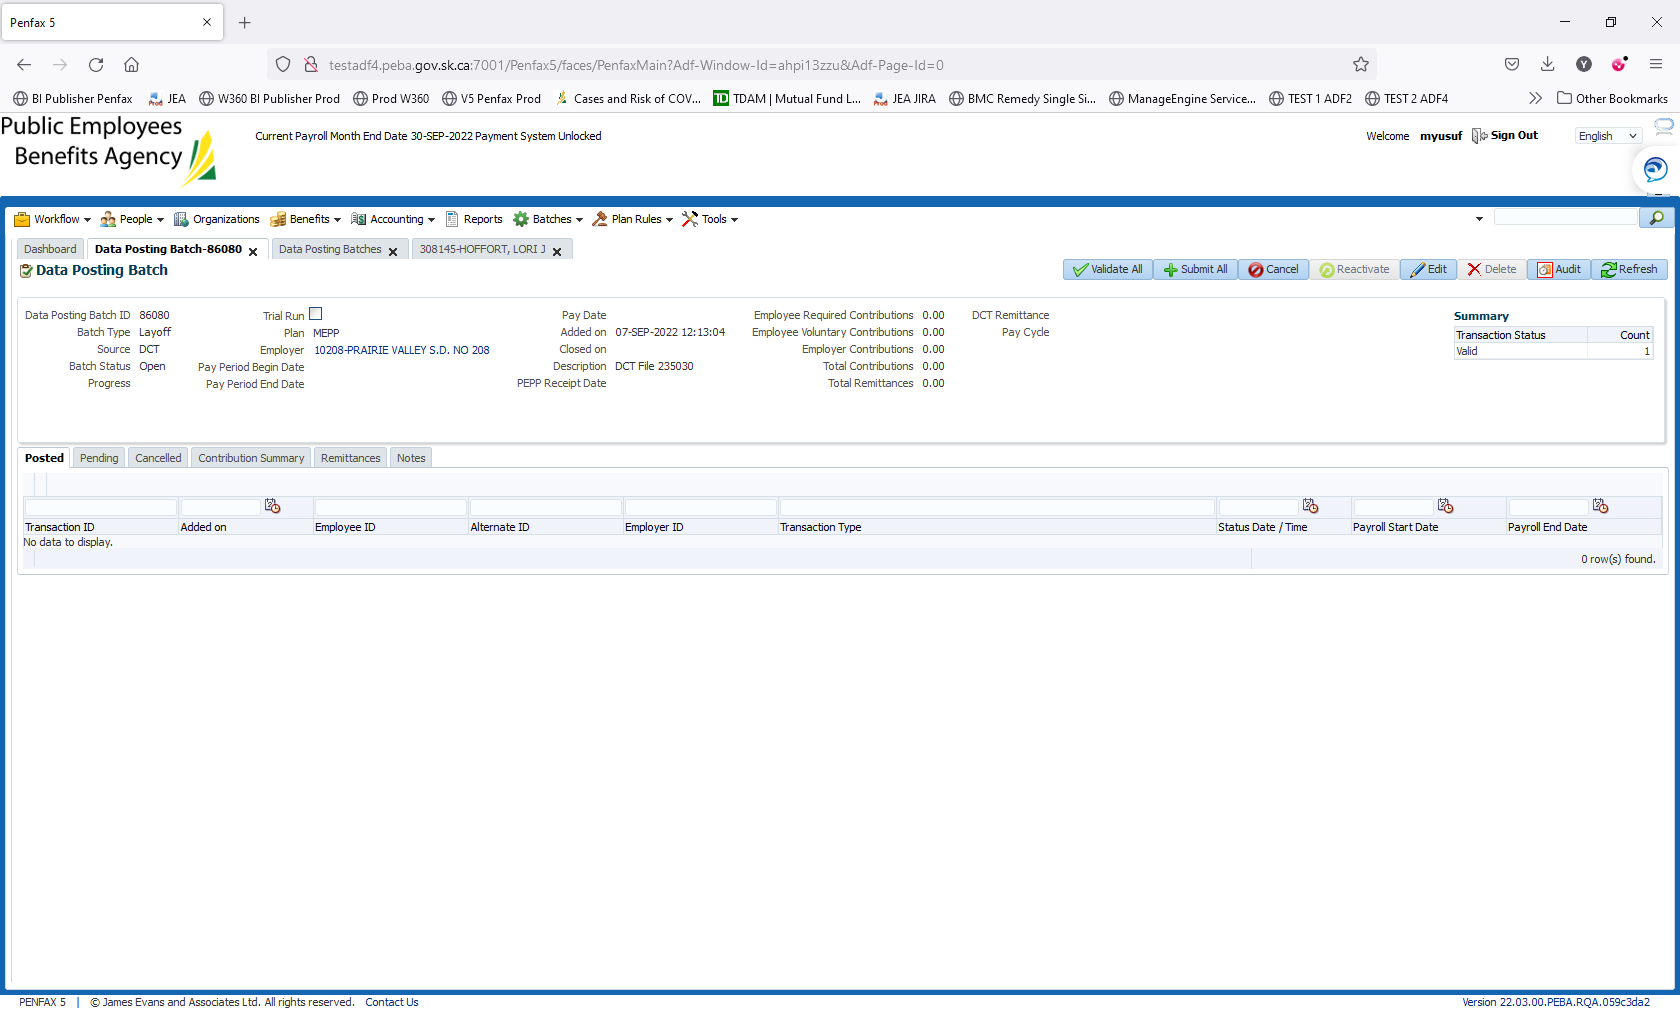 Penfax 5
testadf4.peba.gov.sk.ca:7001/Penfax5/faces/PenfaxMain?Adf-Window-Id=ahpi13zzu&Adf-Page-Id=0
Y
BI Publisher Penfax JEA W360 BI Publisher Prod Prod W360 V5 Penfax Prod Cases and Risk of COV... TD TDAM | Mutual Fund L... JEA JIRA BMC Remedy Single Si... ManageEngine Service... TEST 1 ADF2 TEST 2 ADF4 Other Bookmarks
Public Employees
Benefits Agency
Current Payroll Month End Date 30-SEP-2022 Payment System Unlocked
Welcome myusuf Sign Out English
Workflow People Organizations Benefits Accounting Reports Batches Plan Rules Tools
Dashboard Data Posting Batch-86080 Data Posting Batches 308145-HOFFORT, LORI J
Data Posting Batch
Validate All Submit All Cancel Reactivate Edit Delete Audit Refresh
Data Posting Batch ID 86080 Trial Run Pay Date Employee Required Contributions 0.00 DCT Remittance Summary
Batch Type Layoff Plan MEPP Added on 07-SEP-2022 12:13:04 Employee Voluntary Contributions 0.00 Pay Cycle Transaction Status Count
Source DCT Employer 10208-PRAIRIE VALLEY S.D. NO 208 Closed on Employer Contributions 0.00 Valid 1
Batch Status Open Pay Period Begin Date Description DCT File 235030 Total Contributions 0.00
Progress Pay Period End Date PEPP Receipt Date Total Remittances 0.00
Posted Pending Cancelled Contribution Summary Remittances Notes
Transaction ID Added on Employee ID Alternate ID Employer ID Transaction Type Status Date / Time Payroll Start Date Payroll End Date
No data to display.
0 row(s) found.
PENFAX 5 | © James Evans and Associates Ltd. All rights reserved. Contact Us Version 22.03.00.PEBA.RQA.059c3da2